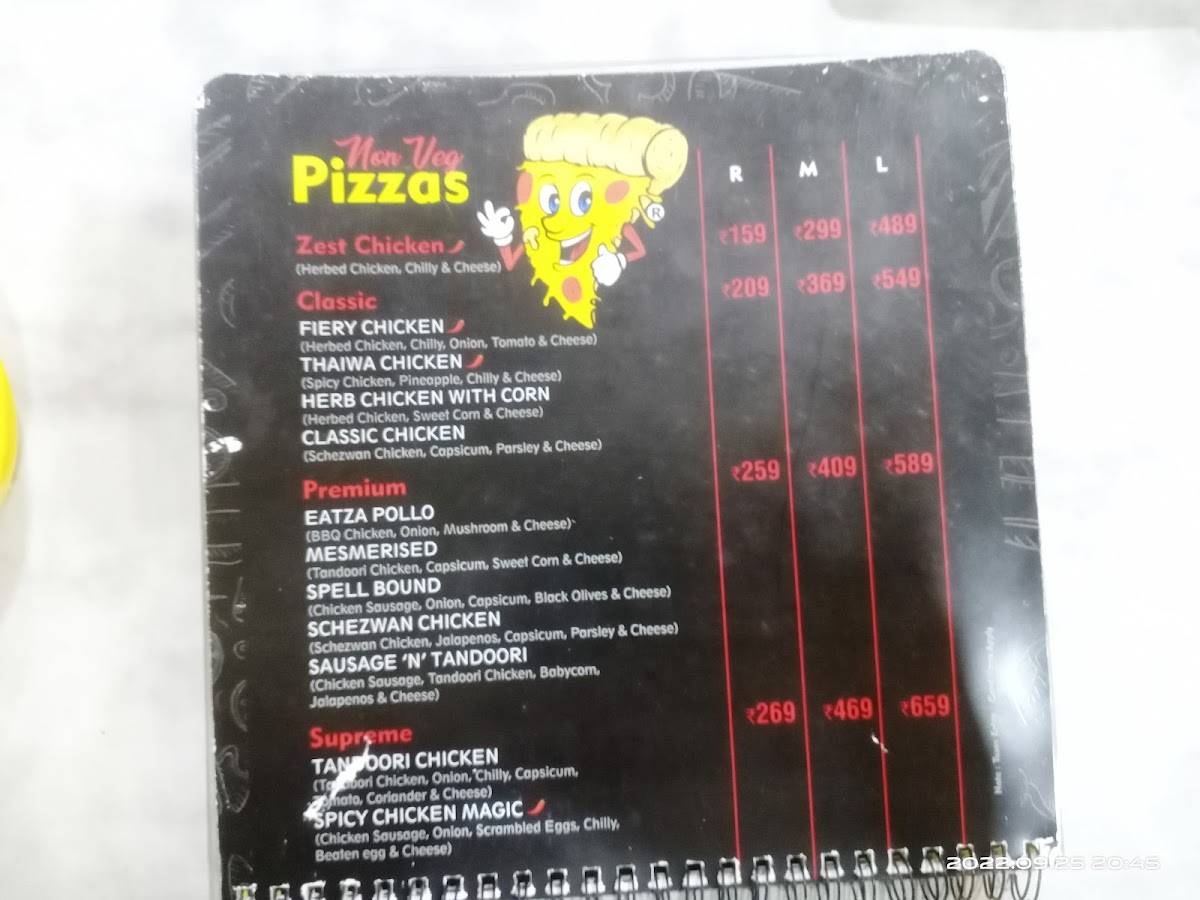 Non Veg
Pizzas
R M L
®
Zest Chicken ₹159 ₹299 ₹489
(Herbed Chicken, Chilly & Cheese)
Classic ₹209 ₹369 ₹549
FIERY CHICKEN
(Herbed Chicken, Chilly, Onion, Tomato & Cheese)
THAIWA CHICKEN
(Spicy Chicken, Pineapple, Chilly & Cheese)
HERB CHICKEN WITH CORN
(Herbed Chicken, Sweet Corn & Cheese)
CLASSIC CHICKEN
(Schezwan Chicken, Capsicum, Parsley & Cheese)
Premium ₹259 ₹409 ₹589
EATZA POLLO
(BBQ Chicken, Onion, Mushroom & Cheese)
MESMERISED
(Tandoori Chicken, Capsicum, Sweet Corn & Cheese)
SPELL BOUND
(Chicken Sausage, Onion, Capsicum, Black Olives & Cheese)
SCHEZWAN CHICKEN
(Schezwan Chicken, Jalapenos, Capsicum, Parsley & Cheese)
SAUSAGE 'N' TANDOORI
(Chicken Sausage, Tandoori Chicken, Babycorn,
Jalapenos & Cheese)
Supreme ₹269 ₹469 ₹659
TANDOORI CHICKEN
(Tandoori Chicken, Onion, Chilly, Capsicum,
Tomato, Coriander & Cheese)
SPICY CHICKEN MAGIC
(Chicken Sausage, Onion, Scrambled Eggs, Chilly,
Beaten egg & Cheese)
Note : Apply
2022.09.25 20:45